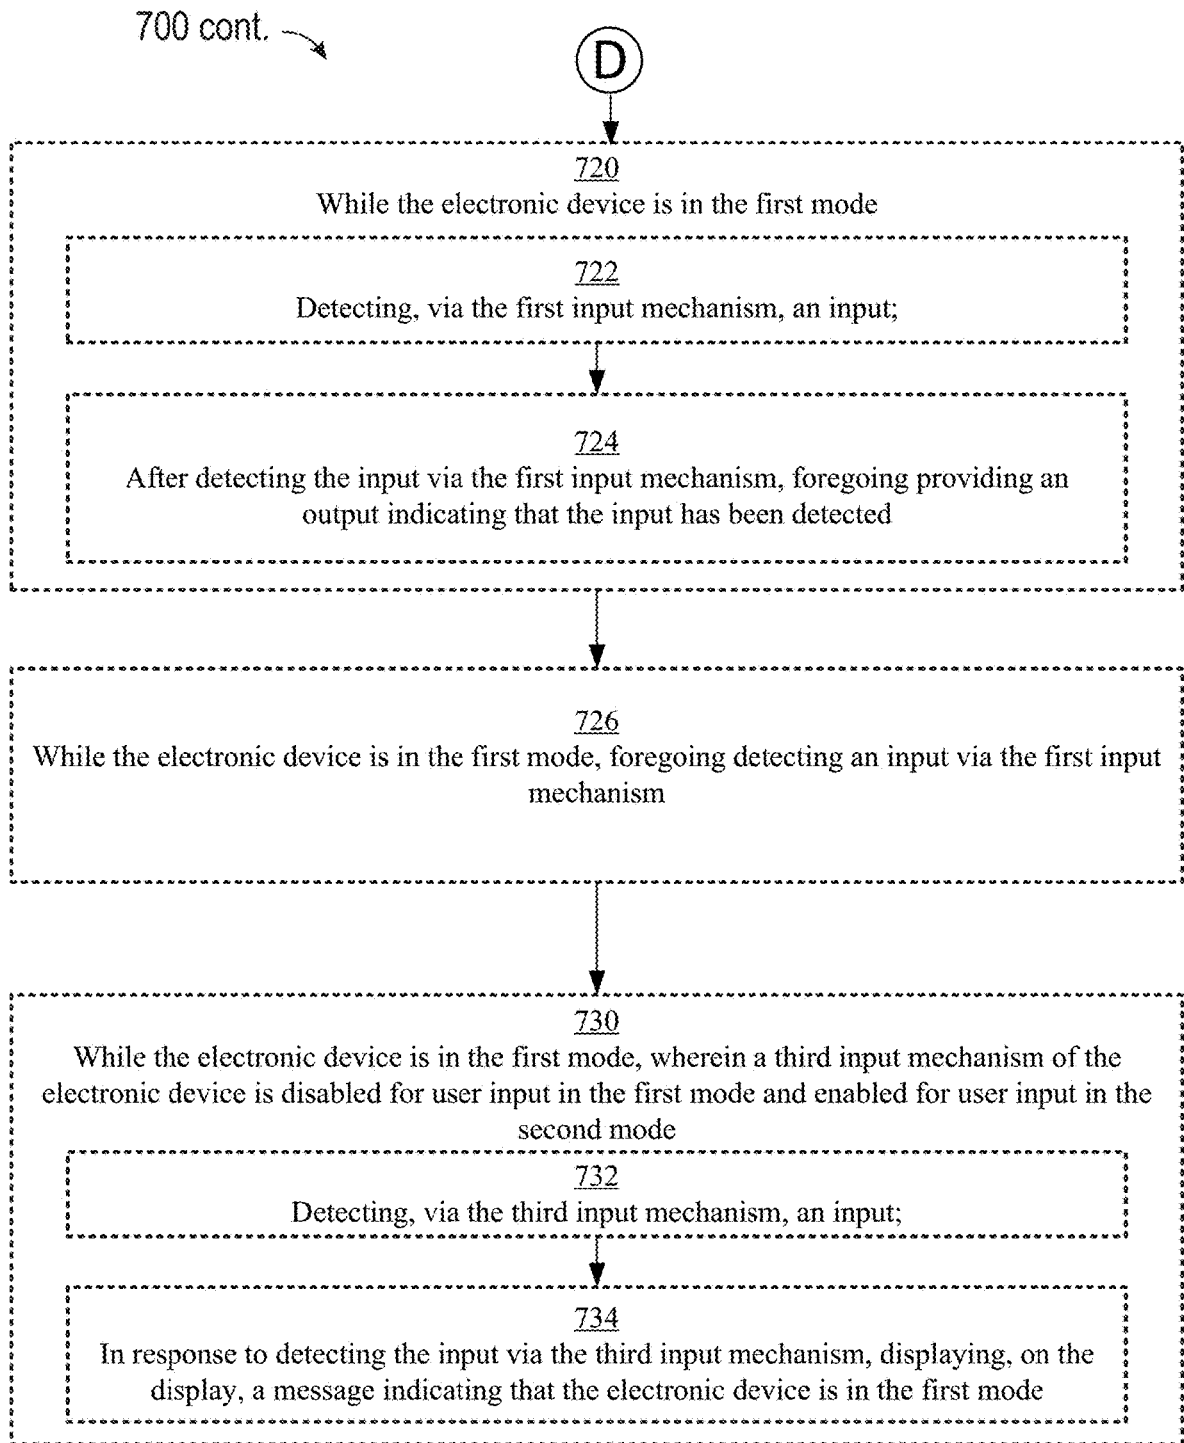 700 cont.
D
720
While the electronic device is in the first mode
722
Detecting, via the first input mechanism, an input;
724
After detecting the input via the first input mechanism, foregoing providing an
output indicating that the input has been detected
726
While the electronic device is in the first mode, foregoing detecting an input via the first input
mechanism
730
While the electronic device is in the first mode, wherein a third input mechanism of the
electronic device is disabled for user input in the first mode and enabled for user input in the
second mode
732
Detecting, via the third input mechanism, an input;
734
In response to detecting the input via the third input mechanism, displaying, on the
display, a message indicating that the electronic device is in the first mode